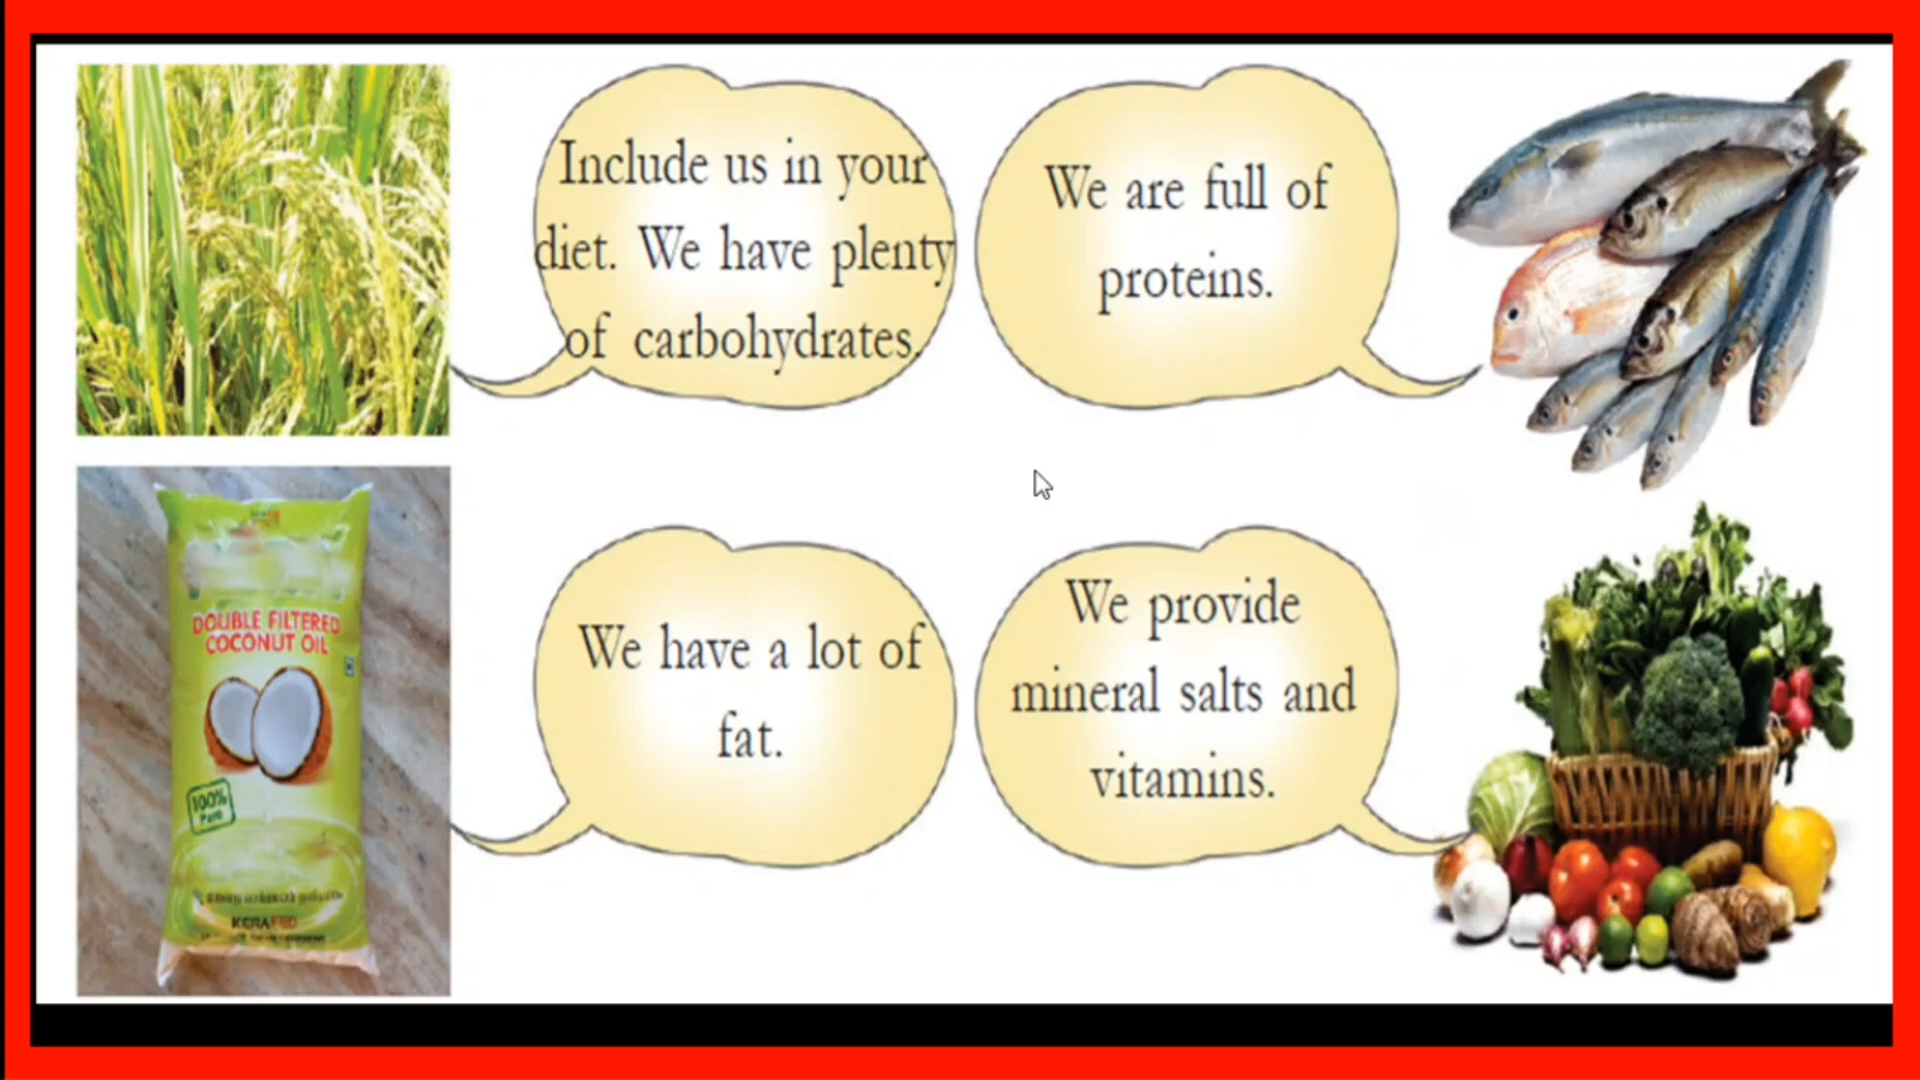 Include us in your
diet. We have plenty
of carbohydrates.
We are full of
proteins.
DOUBLE FILTERED
COCONUT OIL
100%
Pure
KERAFED
We have a lot of
fat.
We provide
mineral salts and
vitamins.